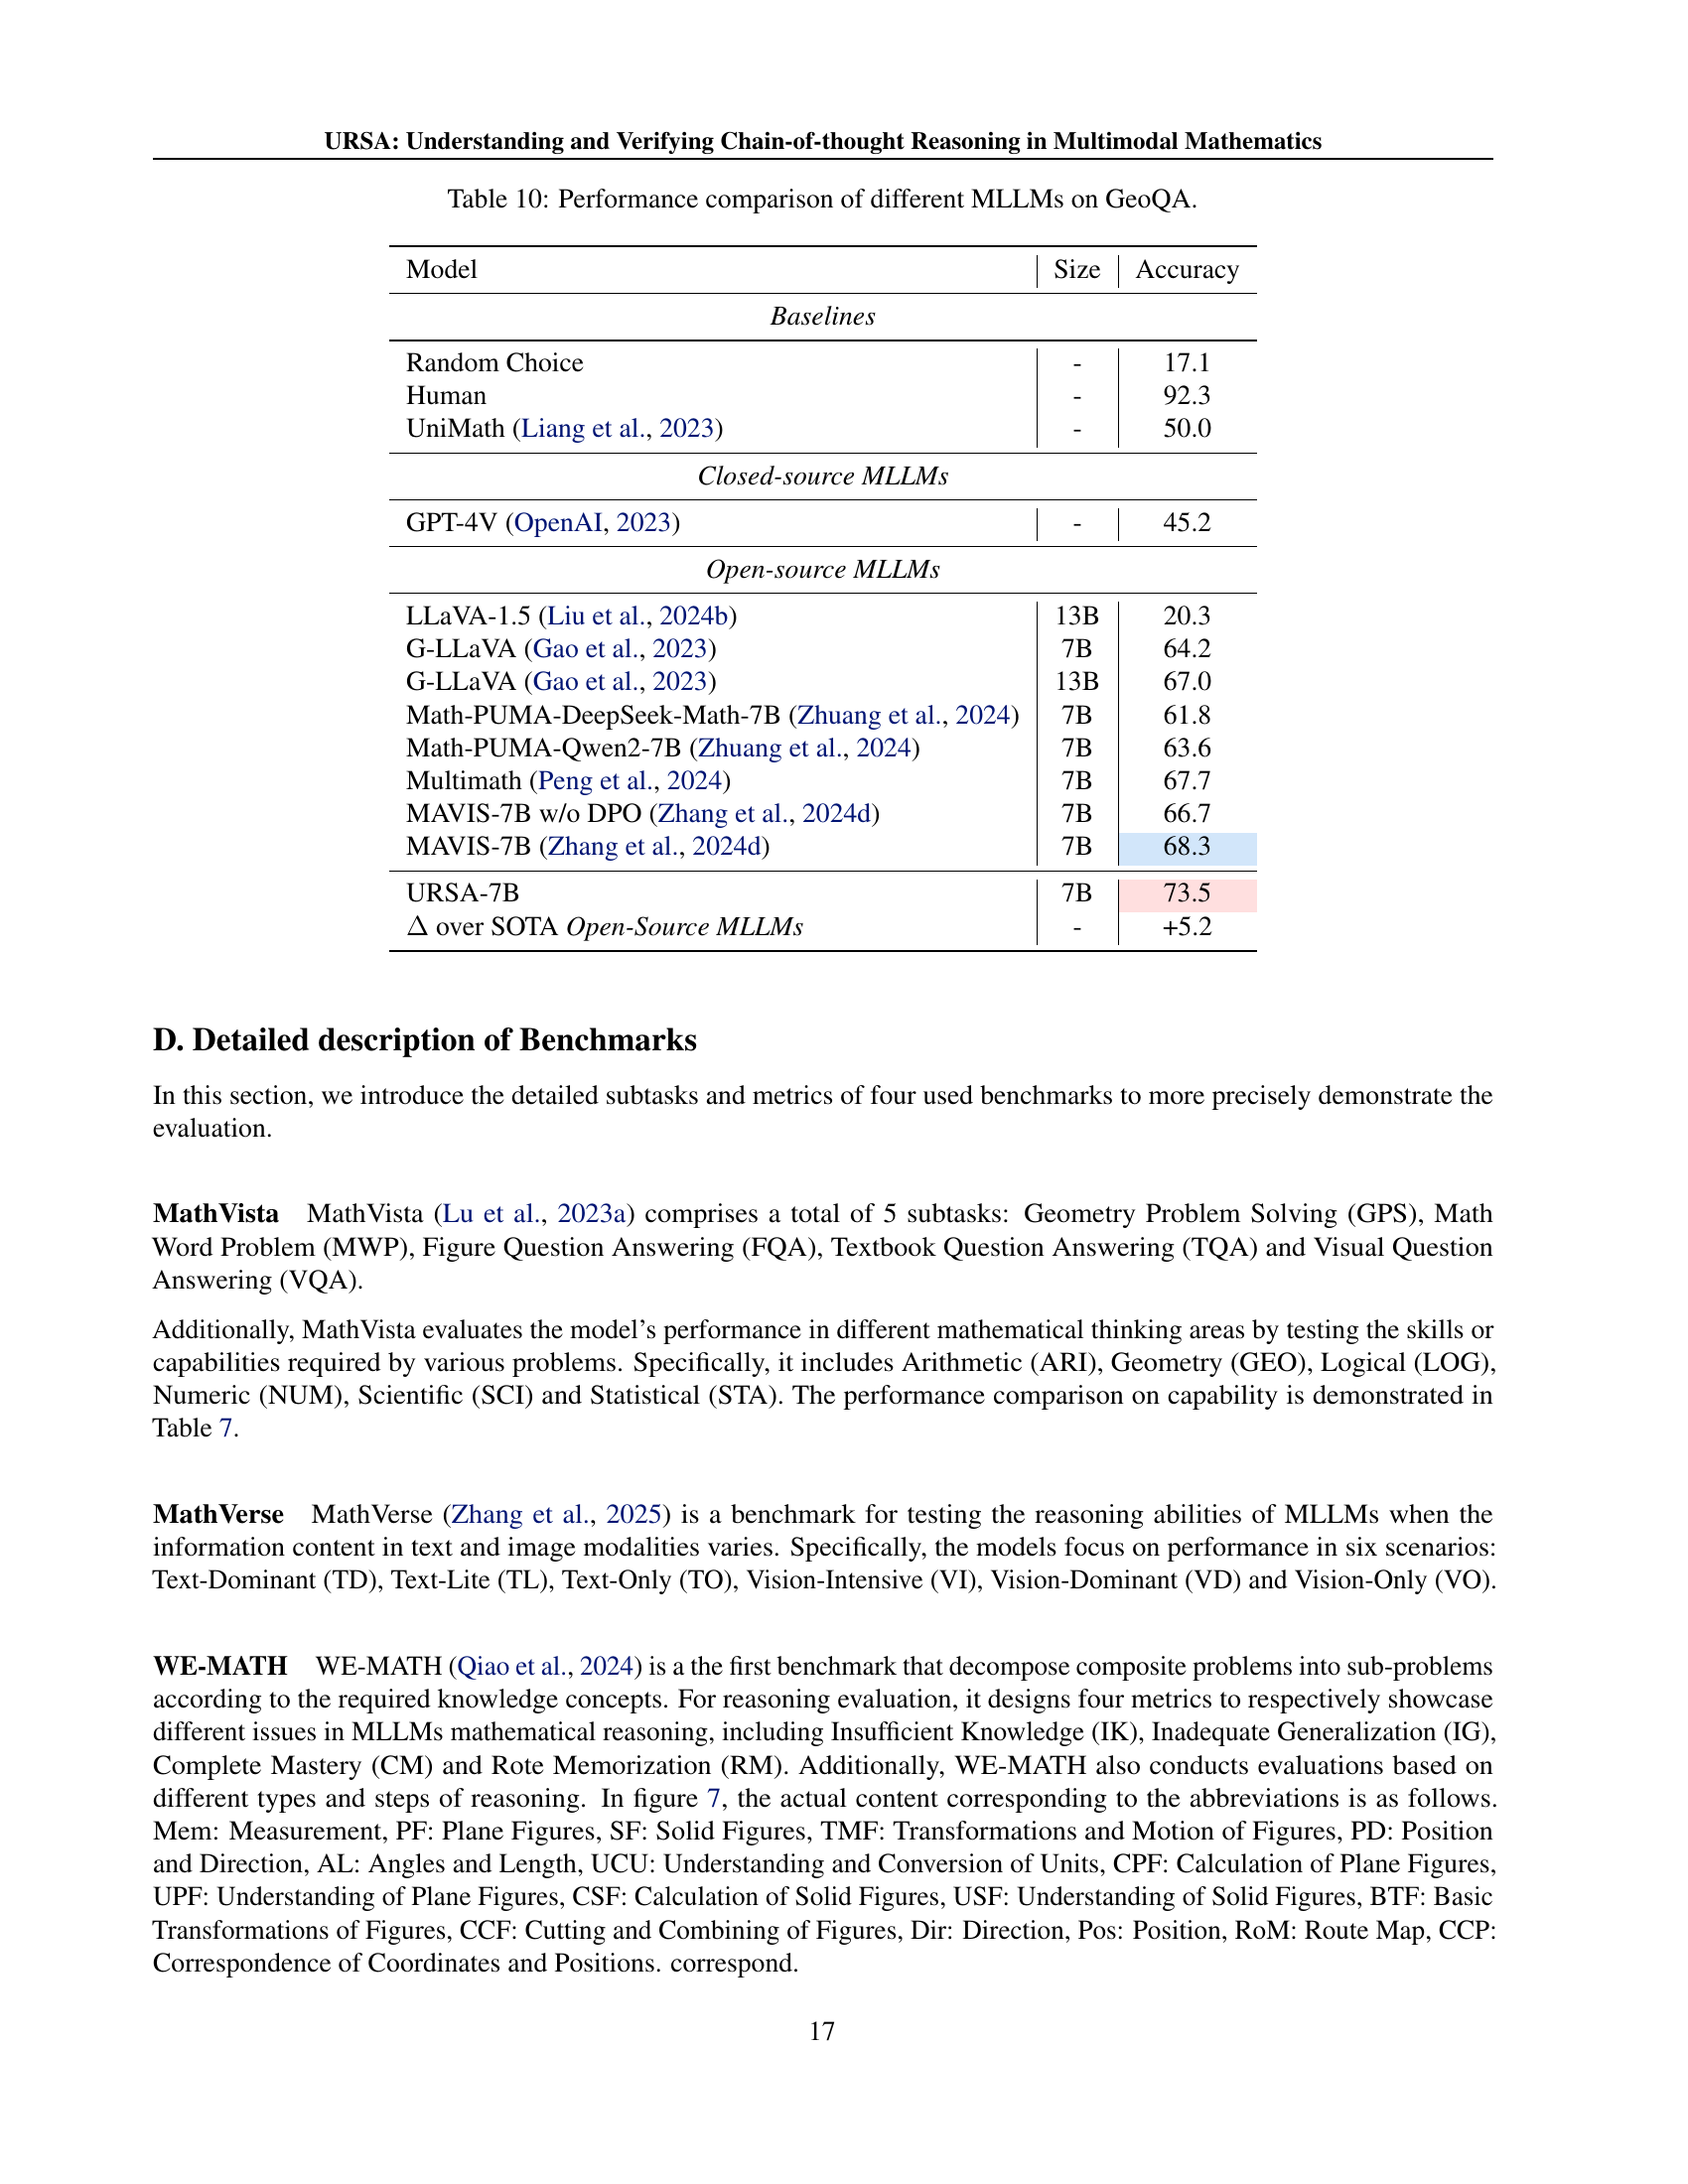 URSA: Understanding and Verifying Chain-of-thought Reasoning in Multimodal Mathematics
Table 10: Performance comparison of different MLLMs on GeoQA.
Model Size Accuracy
Baselines
Random Choice - 17.1
Human - 92.3
UniMath (Liang et al., 2023) - 50.0
Closed-source MLLMs
GPT-4V (OpenAI, 2023) - 45.2
Open-source MLLMs
LLaVA-1.5 (Liu et al., 2024b) 13B 20.3
G-LLaVA (Gao et al., 2023) 7B 64.2
G-LLaVA (Gao et al., 2023) 13B 67.0
Math-PUMA-DeepSeek-Math-7B (Zhuang et al., 2024) 7B 61.8
Math-PUMA-Qwen2-7B (Zhuang et al., 2024) 7B 63.6
Multimath (Peng et al., 2024) 7B 67.7
MAVIS-7B w/o DPO (Zhang et al., 2024d) 7B 66.7
MAVIS-7B (Zhang et al., 2024d) 7B 68.3
URSA-7B 7B 73.5
Δ over SOTA Open-Source MLLMs - +5.2
D. Detailed description of Benchmarks
In this section, we introduce the detailed subtasks and metrics of four used benchmarks to more precisely demonstrate the
evaluation.
MathVista MathVista (Lu et al., 2023a) comprises a total of 5 subtasks: Geometry Problem Solving (GPS), Math
Word Problem (MWP), Figure Question Answering (FQA), Textbook Question Answering (TQA) and Visual Question
Answering (VQA).
Additionally, MathVista evaluates the model's performance in different mathematical thinking areas by testing the skills or
capabilities required by various problems. Specifically, it includes Arithmetic (ARI), Geometry (GEO), Logical (LOG),
Numeric (NUM), Scientific (SCI) and Statistical (STA). The performance comparison on capability is demonstrated in
Table 7.
MathVerse MathVerse (Zhang et al., 2025) is a benchmark for testing the reasoning abilities of MLLMs when the
information content in text and image modalities varies. Specifically, the models focus on performance in six scenarios:
Text-Dominant (TD), Text-Lite (TL), Text-Only (TO), Vision-Intensive (VI), Vision-Dominant (VD) and Vision-Only (VO).
WE-MATH WE-MATH (Qiao et al., 2024) is a the first benchmark that decompose composite problems into sub-problems
according to the required knowledge concepts. For reasoning evaluation, it designs four metrics to respectively showcase
different issues in MLLMs mathematical reasoning, including Insufficient Knowledge (IK), Inadequate Generalization (IG),
Complete Mastery (CM) and Rote Memorization (RM). Additionally, WE-MATH also conducts evaluations based on
different types and steps of reasoning. In figure 7, the actual content corresponding to the abbreviations is as follows.
Mem: Measurement, PF: Plane Figures, SF: Solid Figures, TMF: Transformations and Motion of Figures, PD: Position
and Direction, AL: Angles and Length, UCU: Understanding and Conversion of Units, CPF: Calculation of Plane Figures,
UPF: Understanding of Plane Figures, CSF: Calculation of Solid Figures, USF: Understanding of Solid Figures, BTF: Basic
Transformations of Figures, CCF: Cutting and Combining of Figures, Dir: Direction, Pos: Position, RoM: Route Map, CCP:
Correspondence of Coordinates and Positions. correspond.
17